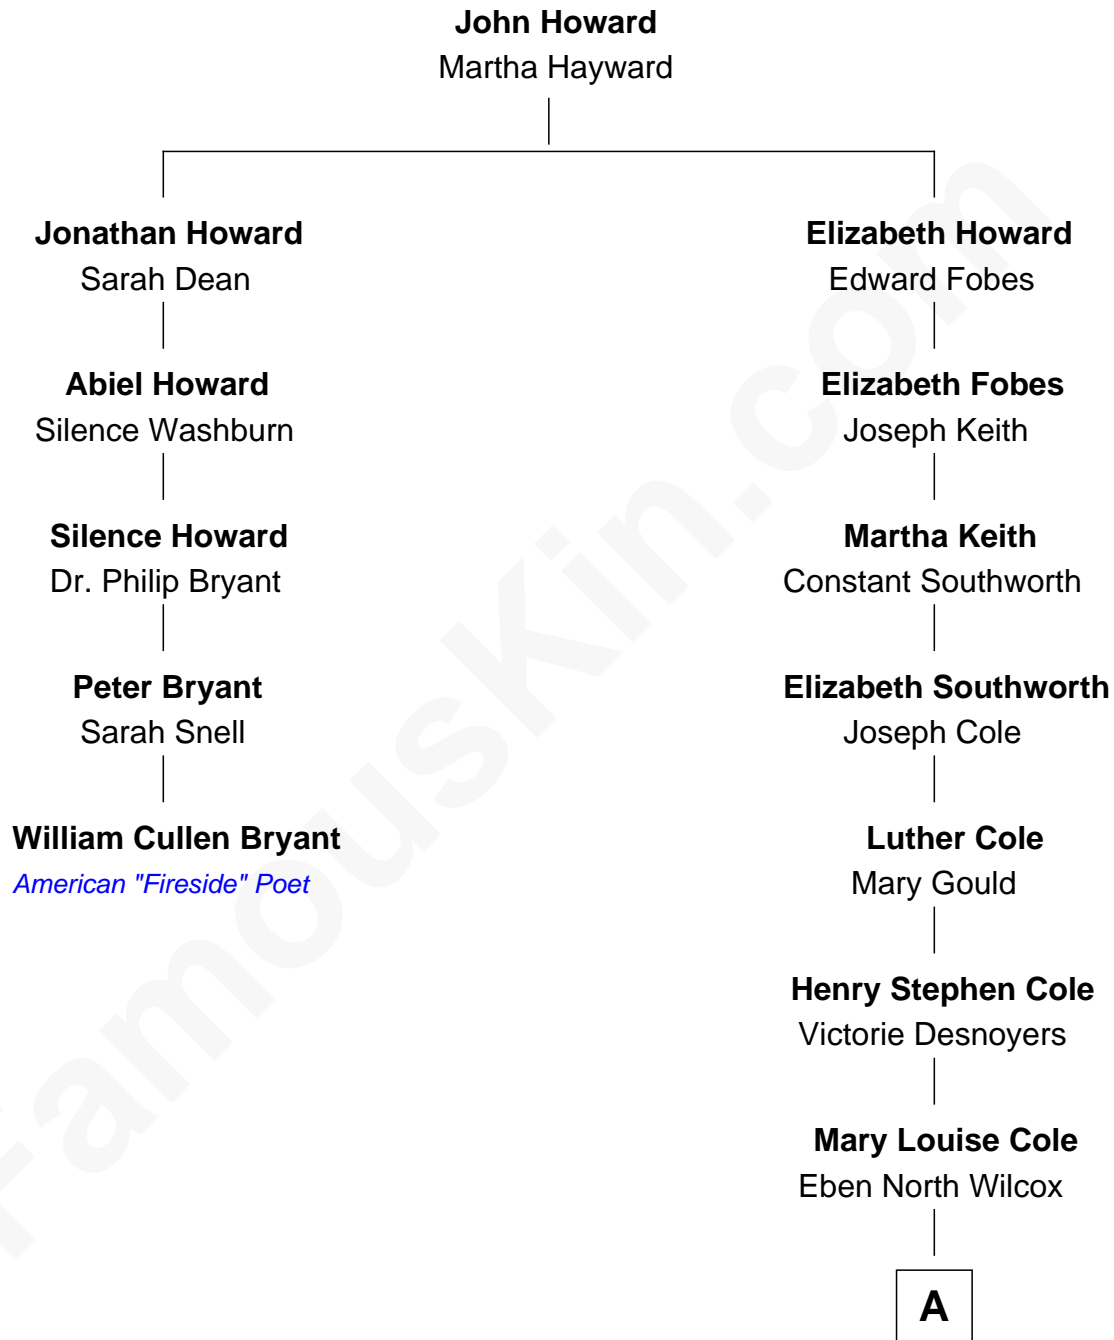 John Howard
Martha Hayward
Jonathan Howard
Sarah Dean
Elizabeth Howard
Edward Fobes
Abiel Howard
Silence Washburn
Elizabeth Fobes
Joseph Keith
Silence Howard
Dr. Philip Bryant
Martha Keith
Constant Southworth
Peter Bryant
Sarah Snell
Elizabeth Southworth
Joseph Cole
William Cullen Bryant
American "Fireside" Poet
Luther Cole
Mary Gould
Henry Stephen Cole
Victorie Desnoyers
Mary Louise Cole
Eben North Wilcox
A
FamousKin.com